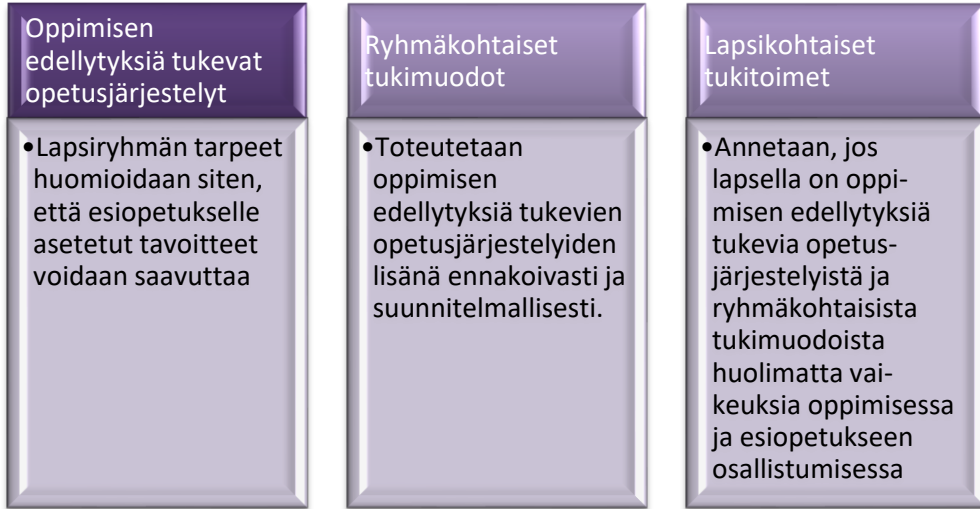 Oppimisen
edellytyksiä tukevat
opetusjärjestelyt
•Lapsiryhmän tarpeet
huomioidaan siten,
että esiopetukselle
asetetut tavoitteet
voidaan saavuttaa
Ryhmäkohtaiset
tukimuodot
•Toteutetaan
oppimisen
edellytyksiä tukevien
opetusjärjestelyiden
lisänä ennakoivasti ja
suunnitelmallisesti.
Lapsikohtaiset
tukitoimet
•Annetaan, jos
lapsella on oppi-
misen edellytyksiä
tukevia opetus-
järjestelyistä ja
ryhmäkohtaisista
tukimuodoista
huolimatta vai-
keuksia oppimisessa
ja esiopetukseen
osallistumisessa